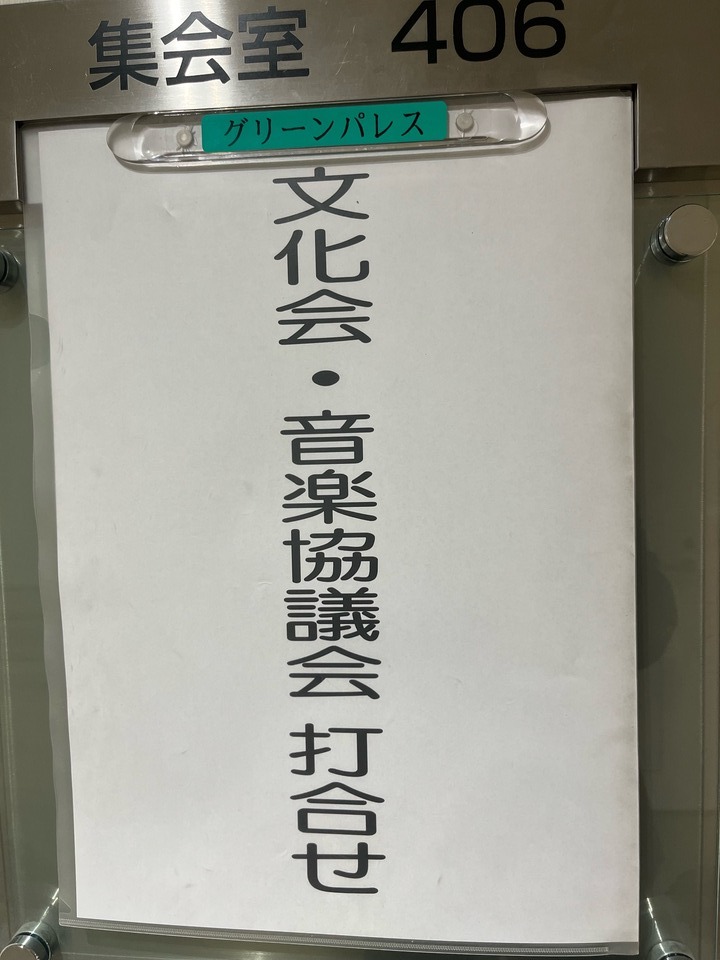 集会室 406
グリーンパレス
文化会・音楽協議会 打合せ